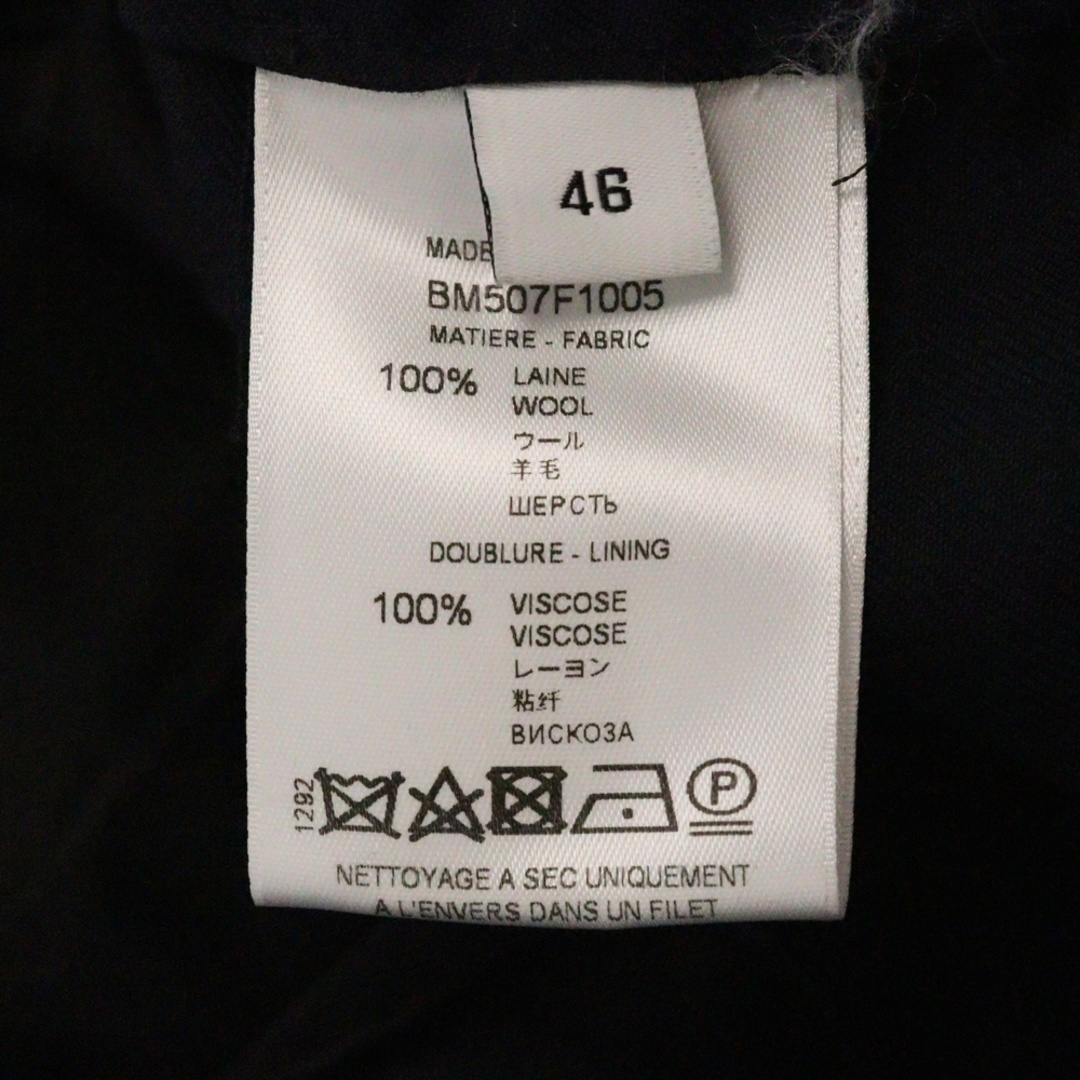 46
MADE
BM507F1005
MATIERE - FABRIC
100% LAINE
WOOL
ウール
羊毛
ШЕРСТЬ
DOUBLURE - LINING
100% VISCOSE
VISCOSE
レーヨン
粘纤
ВИСКОЗА
1292
P
NETTOYAGE A SEC UNIQUEMENT
A L'ENVERS DANS UN FILET